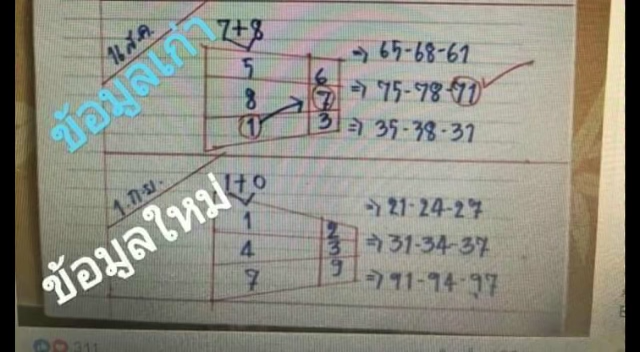 16 ส.ค.
7+8
ข้อมูลเก่า
5 6 => 65-68-61
8 7 => 75-78-71
1 3 => 35-38-31
1 ก.ย.
1+0
ข้อมูลใหม่
1 2 => 21-24-27
4 3 => 31-34-37
7 9 => 91-94-97
311